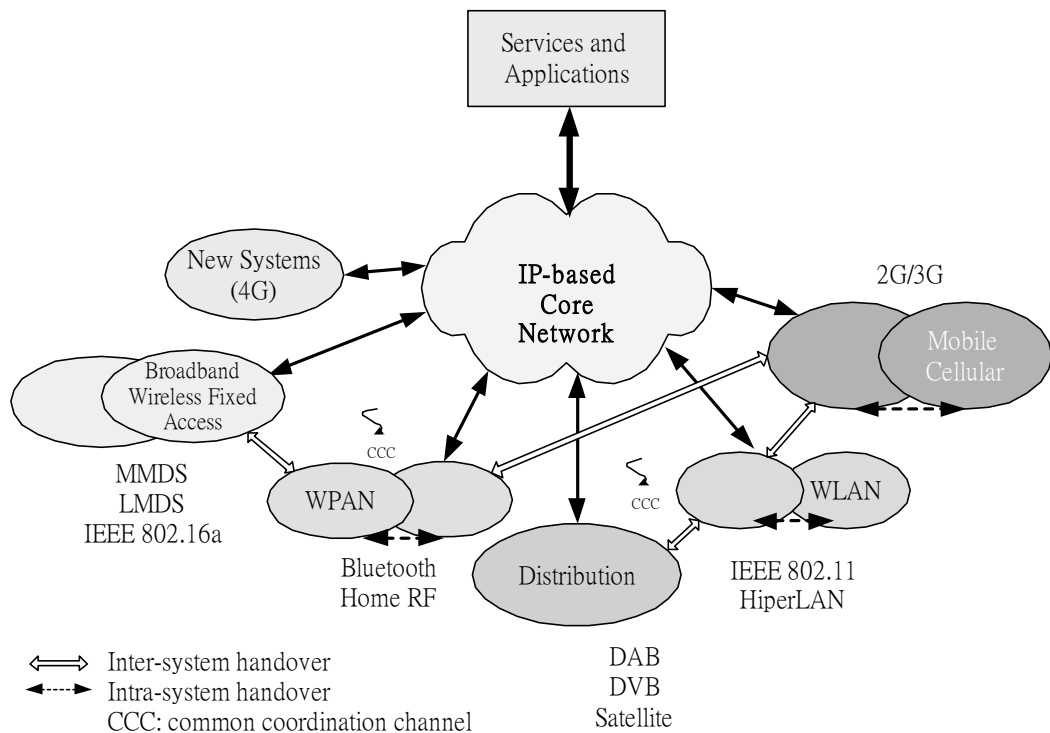 Services and
Applications
New Systems
(4G)
IP-based
Core
Network
2G/3G
Mobile
Cellular
Broadband
Wireless Fixed
Access
CCC
CCC
MMDS
LMDS
IEEE 802.16a
WPAN
WLAN
Bluetooth
Home RF
Distribution
IEEE 802.11
HiperLAN
DAB
DVB
Satellite
Inter-system handover
Intra-system handover
CCC: common coordination channel